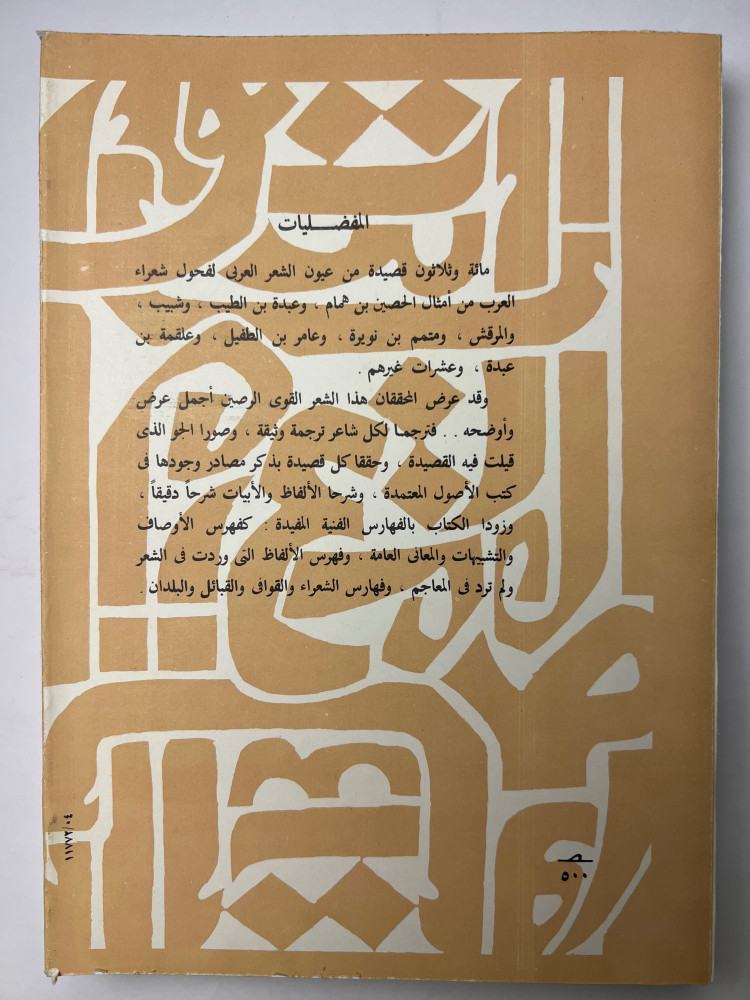 المفضليات
مائة وثلاثون قصيدة من عيون الشعر العربى لفحول شعراء
العرب من أمثال الحصين بن همام ، وعبدة بن الطيب ، وشبيب ،
والمرقش ، ومتمم بن نويرة ، وعامر بن الطفيل ، وعلقمة بن
عبدة ، وعشرات غيرهم .
وقد عرض المحققان هذا الشعر القوى الرصين أجمل عرض
وأوضحه . . فترجما لكل شاعر ترجمة وثيقة ، وصورا الجو الذى
قيلت فيه القصيدة ، وحققا كل قصيدة بذكر مصادر وجودها فى
كتب الأصول المعتمدة ، وشرحا الألفاظ والأبيات شرحاً دقيقاً ،
وزودا الكتاب بالفهارس الفنية المفيدة : كفهرس الأوصاف
والتشبيهات والمعانى العامة ، وفهرس الألفاظ التى وردت فى الشعر
ولم ترد فى المعاجم ، وفهارس الشعراء والقوافى والقبائل والبلدان .
٥٠٠